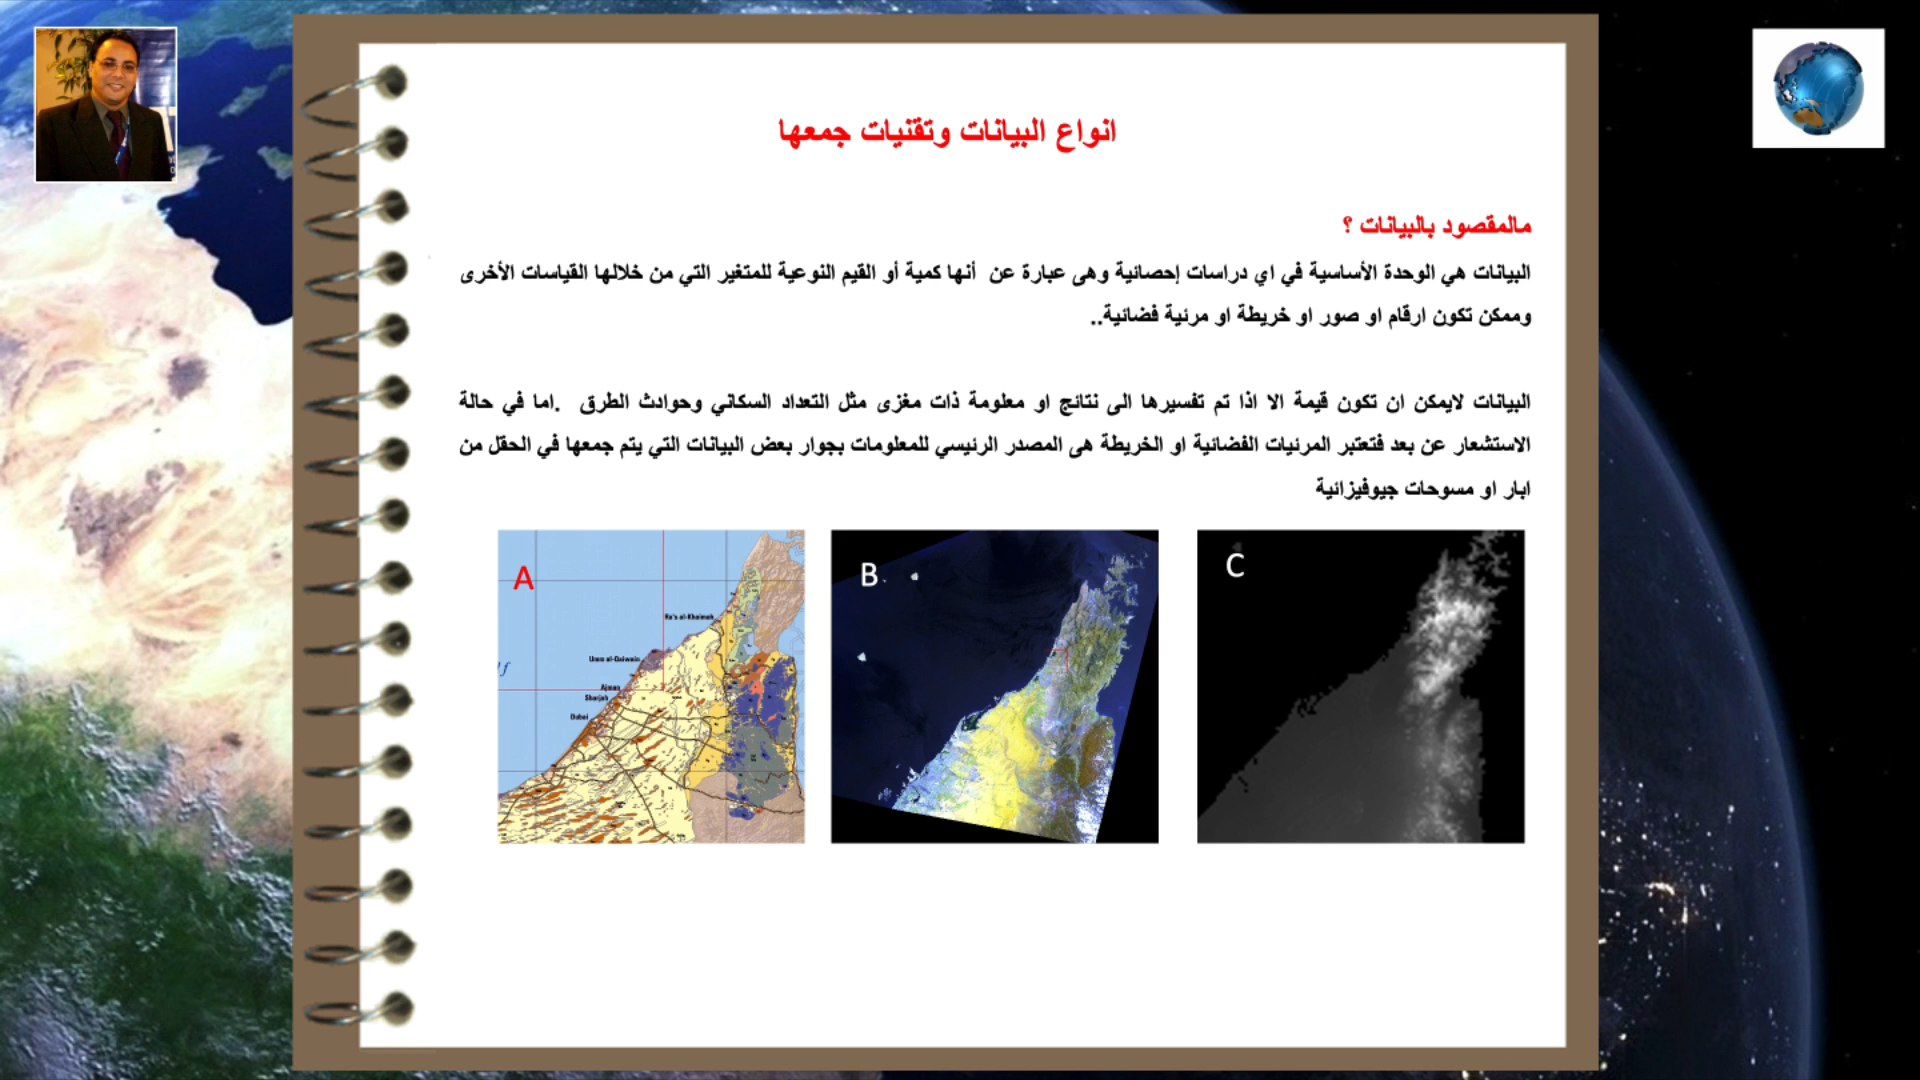 انواع البيانات وتقنيات جمعها
مالمقصود بالبيانات ؟
البيانات هي الوحدة الأساسية في اي دراسات إحصائية وهى عبارة عن أنها كمية أو القيم النوعية للمتغير التي من خلالها القياسات الأخرى
وممكن تكون ارقام او صور او خريطة او مرئية فضائية..
البيانات لايمكن ان تكون قيمة الا اذا تم تفسيرها الى نتائج او معلومة ذات مغزى مثل التعداد السكاني وحوادث الطرق .اما في حالة
الاستشعار عن بعد فتعتبر المرئيات الفضائية او الخريطة هى المصدر الرئيسي للمعلومات بجوار بعض البيانات التي يتم جمعها في الحقل من
ابار او مسوحات جيوفيزائية
A
Ra's al-Khaimah
Umm al-Qaiwain
Ajman
Sharjah
Dubai
B
C